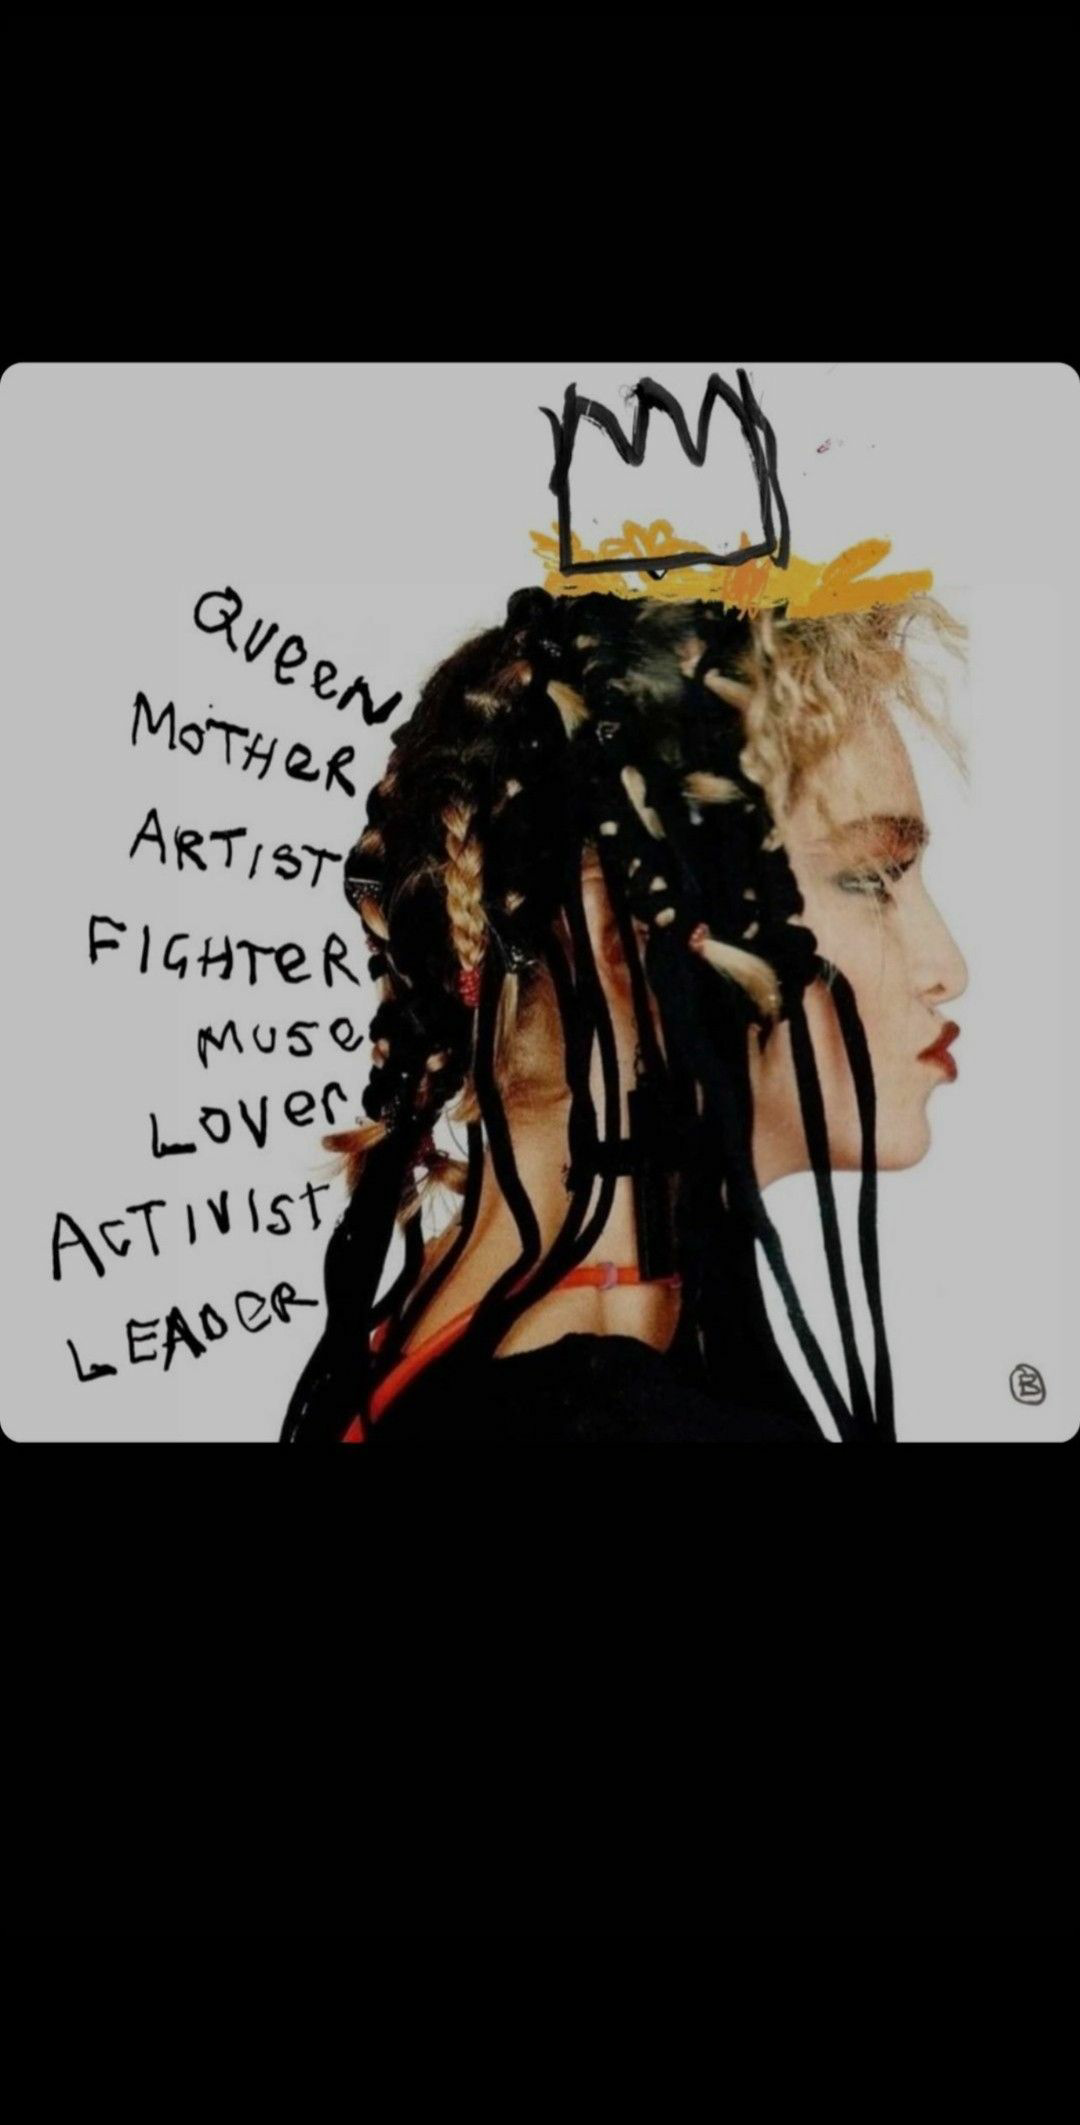 QUeeN
MOTHeR
ARTIST
FIGHTeR
MUSe
LOVer
ACTIVIST
LEADeR
B